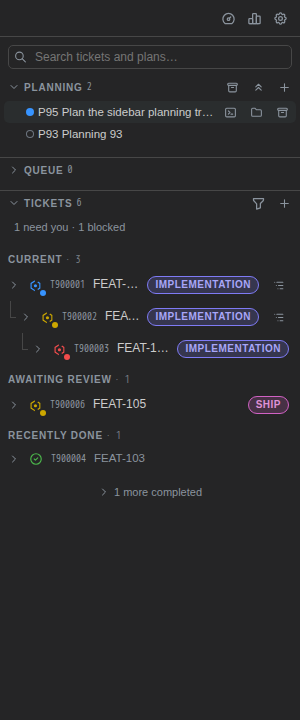 Search tickets and plans…
PLANNING 2
P95 Plan the sidebar planning tr…
P93 Planning 93
QUEUE 0
TICKETS 6
1 need you · 1 blocked
CURRENT · 3
T900001 FEAT-… IMPLEMENTATION
T900002 FEA… IMPLEMENTATION
T900003 FEAT-1… IMPLEMENTATION
AWAITING REVIEW · 1
T900006 FEAT-105 SHIP
RECENTLY DONE · 1
T900004 FEAT-103
1 more completed